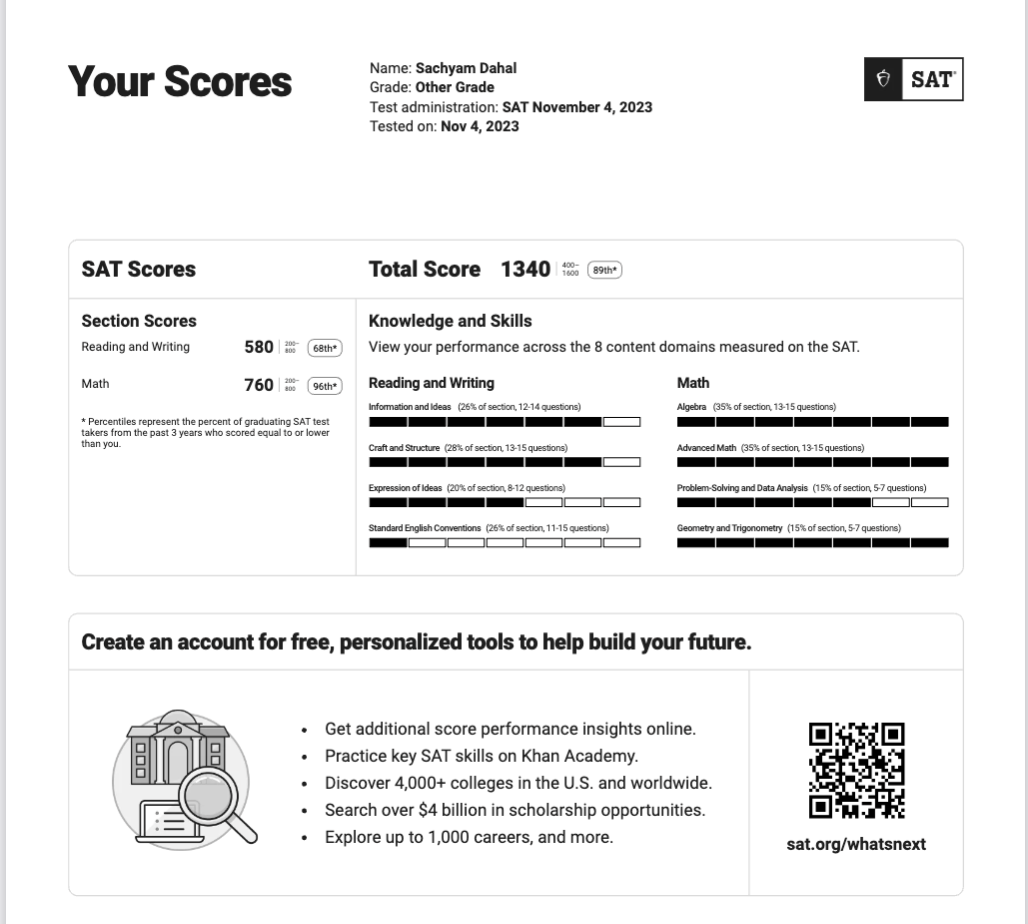 Your Scores
Name: Sachyam Dahal
Grade: Other Grade
Test administration: SAT November 4, 2023
Tested on: Nov 4, 2023
SAT®
SAT Scores
Total Score 1340 400–1600 89th*
Section Scores
Reading and Writing 580 200–800 68th*
Math 760 200–800 96th*
* Percentiles represent the percent of graduating SAT test
takers from the past 3 years who scored equal to or lower
than you.
Knowledge and Skills
View your performance across the 8 content domains measured on the SAT.
Reading and Writing
Information and Ideas (26% of section, 12-14 questions)
Craft and Structure (28% of section, 13-15 questions)
Expression of Ideas (20% of section, 8-12 questions)
Standard English Conventions (26% of section, 11-15 questions)
Math
Algebra (35% of section, 13-15 questions)
Advanced Math (35% of section, 13-15 questions)
Problem-Solving and Data Analysis (15% of section, 5-7 questions)
Geometry and Trigonometry (15% of section, 5-7 questions)
Create an account for free, personalized tools to help build your future.
• Get additional score performance insights online.
• Practice key SAT skills on Khan Academy.
• Discover 4,000+ colleges in the U.S. and worldwide.
• Search over $4 billion in scholarship opportunities.
• Explore up to 1,000 careers, and more.
sat.org/whatsnext